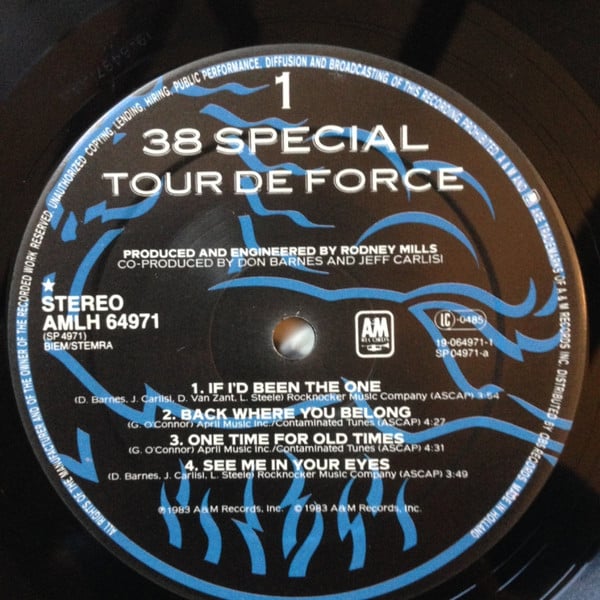 UNAUTHORIZED COPYING, LENDING, HIRING, PUBLIC PERFORMANCE, DIFFUSION AND BROADCASTING OF THIS RECORDING PROHIBITED. A & M AND
ARE TRADEMARKS OF A & M RECORDS INC. DISTRIBUTED BY CBS RECORDS. MADE IN HOLLAND
ALL RIGHTS OF THE MANUFACTURER AND OF THE OWNER OF THE RECORDED WORK RESERVED.
1
38 SPECIAL
TOUR DE FORCE
PRODUCED AND ENGINEERED BY RODNEY MILLS
CO-PRODUCED BY DON BARNES AND JEFF CARLISI
STEREO
AMLH 64971
(SP 4971)
BIEM/STEMRA
A&M
RECORDS
LC 0485
19-064971-1
SP 04971-a
1. IF I'D BEEN THE ONE
(D. Barnes, J. Carlisi, D. Van Zant, L. Steele) Rocknocker Music Company (ASCAP) 3:54
2. BACK WHERE YOU BELONG
(G. O'Connor) April Music Inc./Contaminated Tunes (ASCAP) 4:27
3. ONE TIME FOR OLD TIMES
(G. O'Connor) April Music Inc./Contaminated Tunes (ASCAP) 4:31
4. SEE ME IN YOUR EYES
(D. Barnes, J. Carlisi, L. Steele) Rocknocker Music Company (ASCAP) 3:49
℗ 1983 A&M Records, Inc. © 1983 A&M Records, Inc.